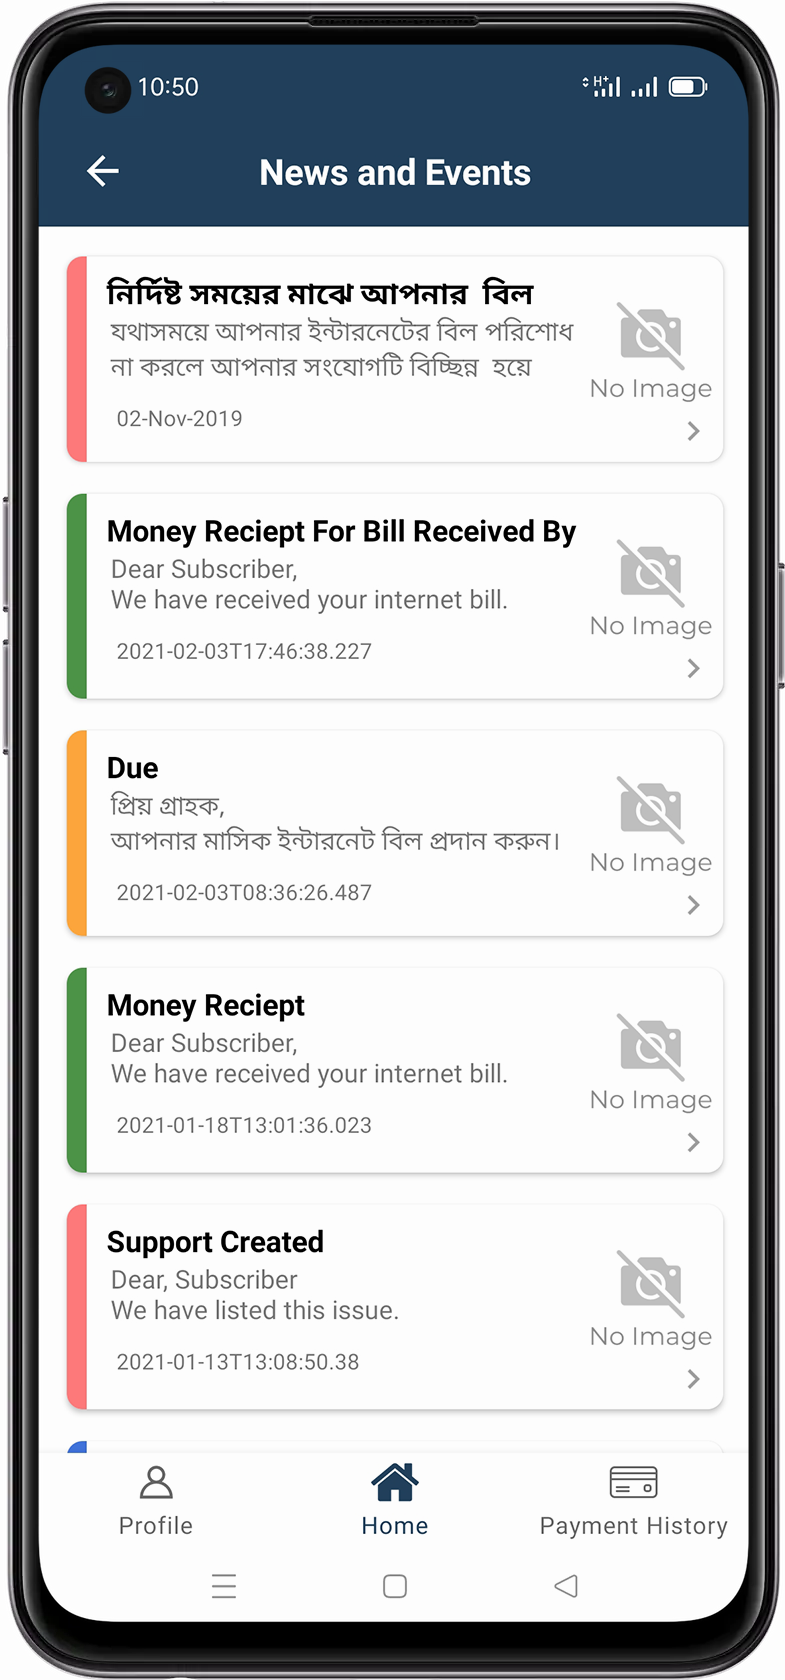 10:50
H+
News and Events
নির্দিষ্ট সময়ের মাঝে আপনার বিল
যথাসময়ে আপনার ইন্টারনেটের বিল পরিশোধ
না করলে আপনার সংযোগটি বিচ্ছিন্ন হয়ে
No Image
02-Nov-2019
Money Reciept For Bill Received By
Dear Subscriber,
We have received your internet bill.
No Image
2021-02-03T17:46:38.227
Due
প্রিয় গ্রাহক,
আপনার মাসিক ইন্টারনেট বিল প্রদান করুন।
No Image
2021-02-03T08:36:26.487
Money Reciept
Dear Subscriber,
We have received your internet bill.
No Image
2021-01-18T13:01:36.023
Support Created
Dear, Subscriber
We have listed this issue.
No Image
2021-01-13T13:08:50.38
Profile
Home
Payment History